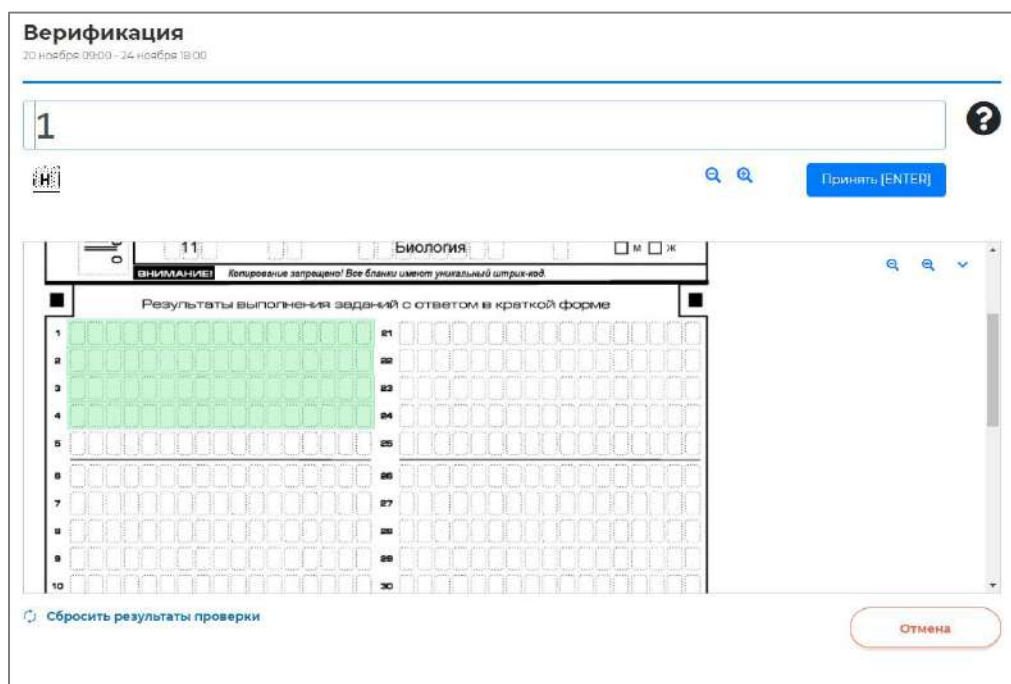 Верификация
20 ноября 09:00 - 24 ноября 18:00
1
?
Н
Принять [ENTER]
11 Биология М Ж
ВНИМАНИЕ! Копирование запрещено! Все бланки имеют уникальный штрих-код.
Результаты выполнения заданий с ответом в краткой форме
1 21
2 22
3 23
4 24
5 25
6 26
7 27
8 28
9 29
10 30
Сбросить результаты проверки
Отмена